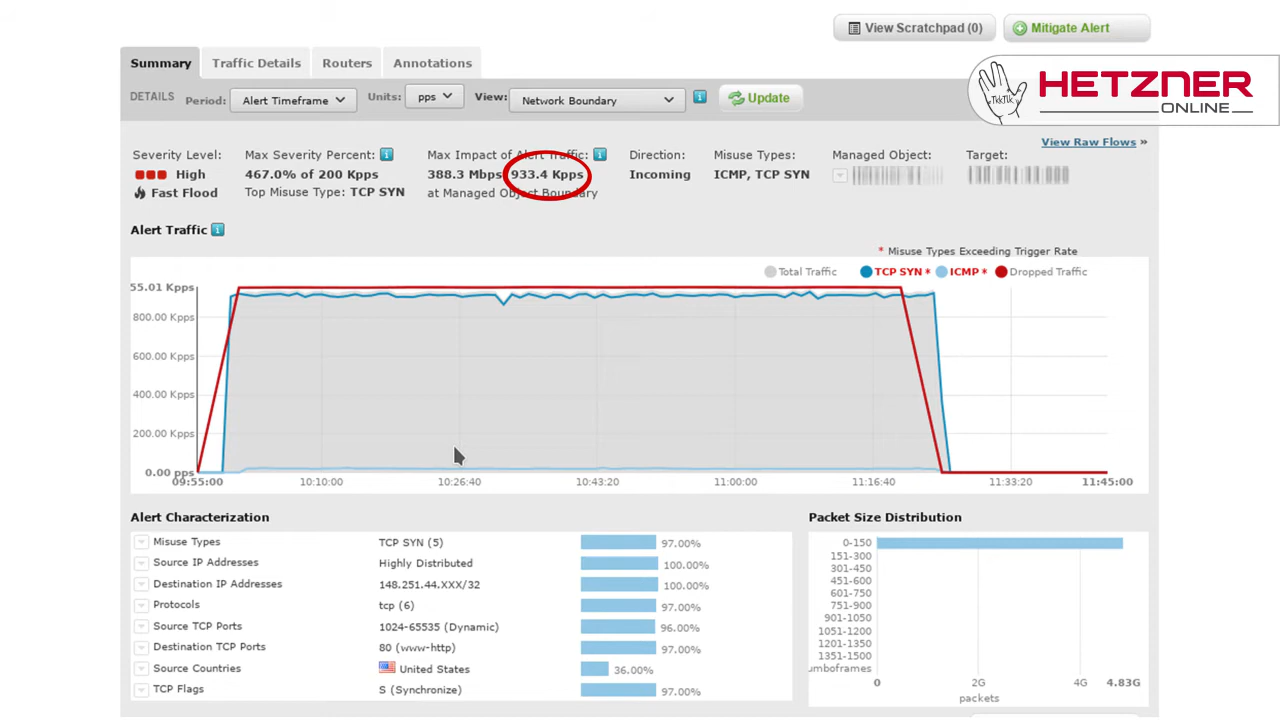 View Scratchpad (0) Mitigate Alert
Summary Traffic Details Routers Annotations
HETZNER
ONLINE
DETAILS Period: Alert Timeframe Units: pps View: Network Boundary Update
View Raw Flows »
Severity Level: Max Severity Percent: Max Impact of Alert Traffic: Direction: Misuse Types: Managed Object: Target:
High 467.0% of 200 Kpps 388.3 Mbps 933.4 Kpps Incoming ICMP, TCP SYN
Fast Flood Top Misuse Type: TCP SYN at Managed Object Boundary
Alert Traffic
* Misuse Types Exceeding Trigger Rate
Total Traffic TCP SYN * ICMP * Dropped Traffic
55.01 Kpps
800.00 Kpps
600.00 Kpps
400.00 Kpps
200.00 Kpps
0.00 pps
09:55:00 10:10:00 10:26:40 10:43:20 11:00:00 11:16:40 11:33:20 11:45:00
Alert Characterization
Misuse Types TCP SYN (5) 97.00%
Source IP Addresses Highly Distributed 100.00%
Destination IP Addresses 148.251.44.XXX/32 100.00%
Protocols tcp (6) 97.00%
Source TCP Ports 1024-65535 (Dynamic) 96.00%
Destination TCP Ports 80 (www-http) 97.00%
Source Countries United States 36.00%
TCP Flags S (Synchronize) 97.00%
Packet Size Distribution
0-150
151-300
301-450
451-600
601-750
751-900
901-1050
1051-1200
1201-1350
1351-1500
umboframes
0 2G 4G 4.83G
packets